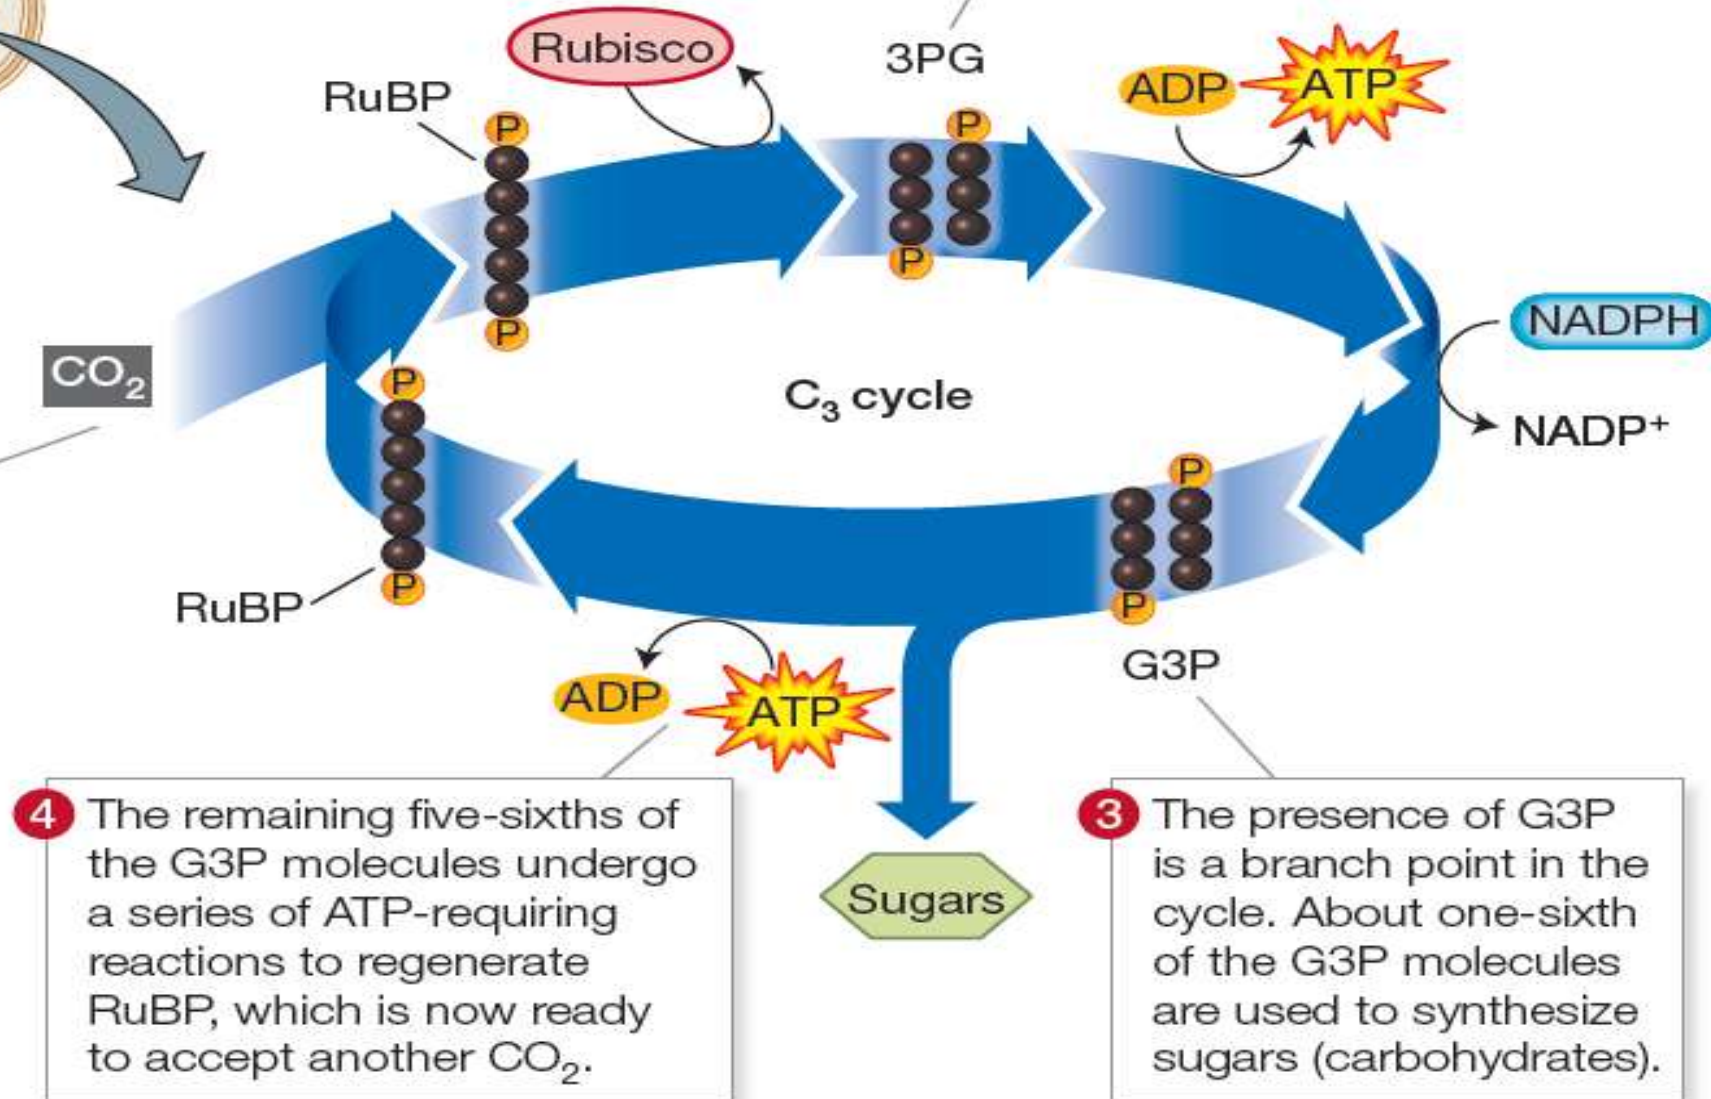 Rubisco
3PG
RuBP
ADP
ATP
P
P
P
P
NADPH
CO₂
P
C₃ cycle
NADP⁺
P
RuBP
P
P
G3P
ADP
ATP
4 The remaining five-sixths of
the G3P molecules undergo
a series of ATP-requiring
reactions to regenerate
RuBP, which is now ready
to accept another CO₂.
Sugars
3 The presence of G3P
is a branch point in the
cycle. About one-sixth
of the G3P molecules
are used to synthesize
sugars (carbohydrates).